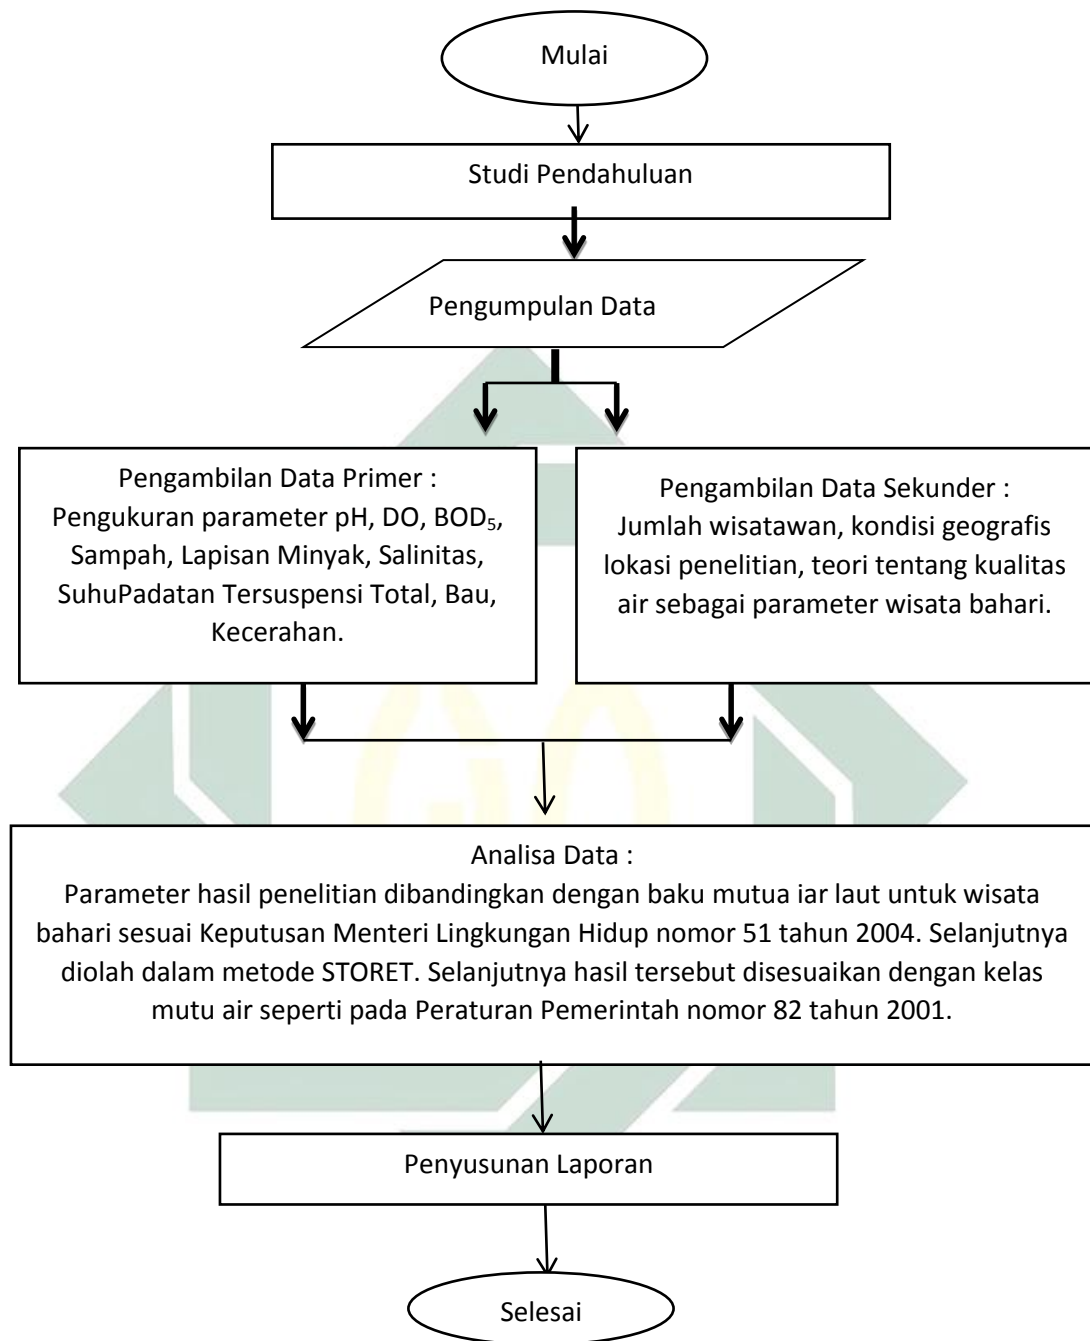 Mulai
Studi Pendahuluan
Pengumpulan Data
Pengambilan Data Primer :
Pengukuran parameter pH, DO, BOD₅,
Sampah, Lapisan Minyak, Salinitas,
SuhuPadatan Tersuspensi Total, Bau,
Kecerahan.
Pengambilan Data Sekunder :
Jumlah wisatawan, kondisi geografis
lokasi penelitian, teori tentang kualitas
air sebagai parameter wisata bahari.
Analisa Data :
Parameter hasil penelitian dibandingkan dengan baku mutua iar laut untuk wisata
bahari sesuai Keputusan Menteri Lingkungan Hidup nomor 51 tahun 2004. Selanjutnya
diolah dalam metode STORET. Selanjutnya hasil tersebut disesuaikan dengan kelas
mutu air seperti pada Peraturan Pemerintah nomor 82 tahun 2001.
Penyusunan Laporan
Selesai